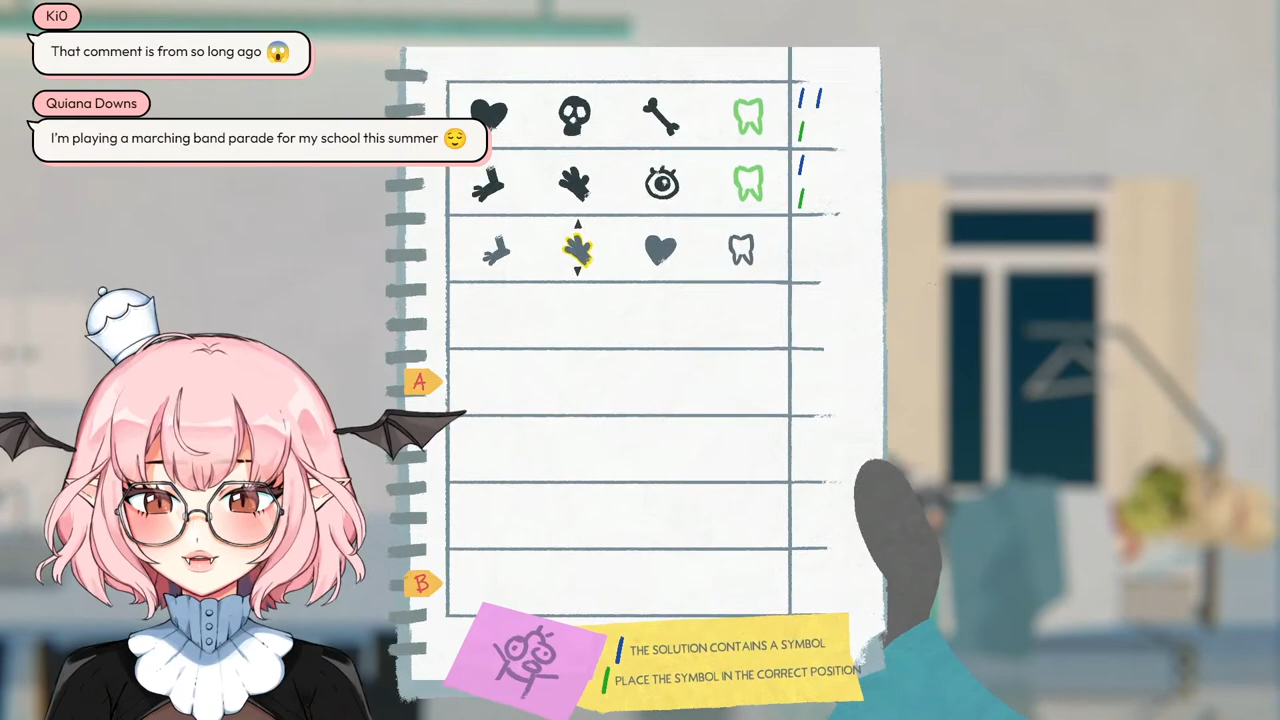 Ki0
That comment is from so long ago 😱
Quiana Downs
I'm playing a marching band parade for my school this summer 😌
A
B
THE SOLUTION CONTAINS A SYMBOL
PLACE THE SYMBOL IN THE CORRECT POSITION